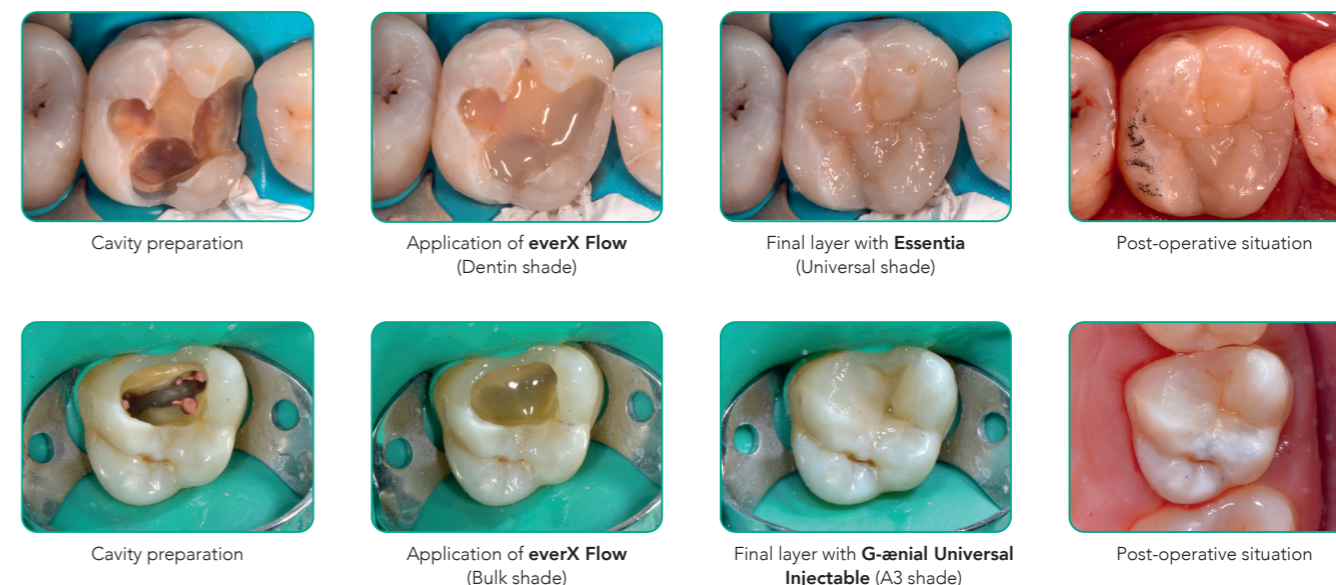 Cavity preparation
Application of everX Flow
(Dentin shade)
Final layer with Essentia
(Universal shade)
Post-operative situation
Cavity preparation
Application of everX Flow
(Bulk shade)
Final layer with G-ænial Universal
Injectable (A3 shade)
Post-operative situation